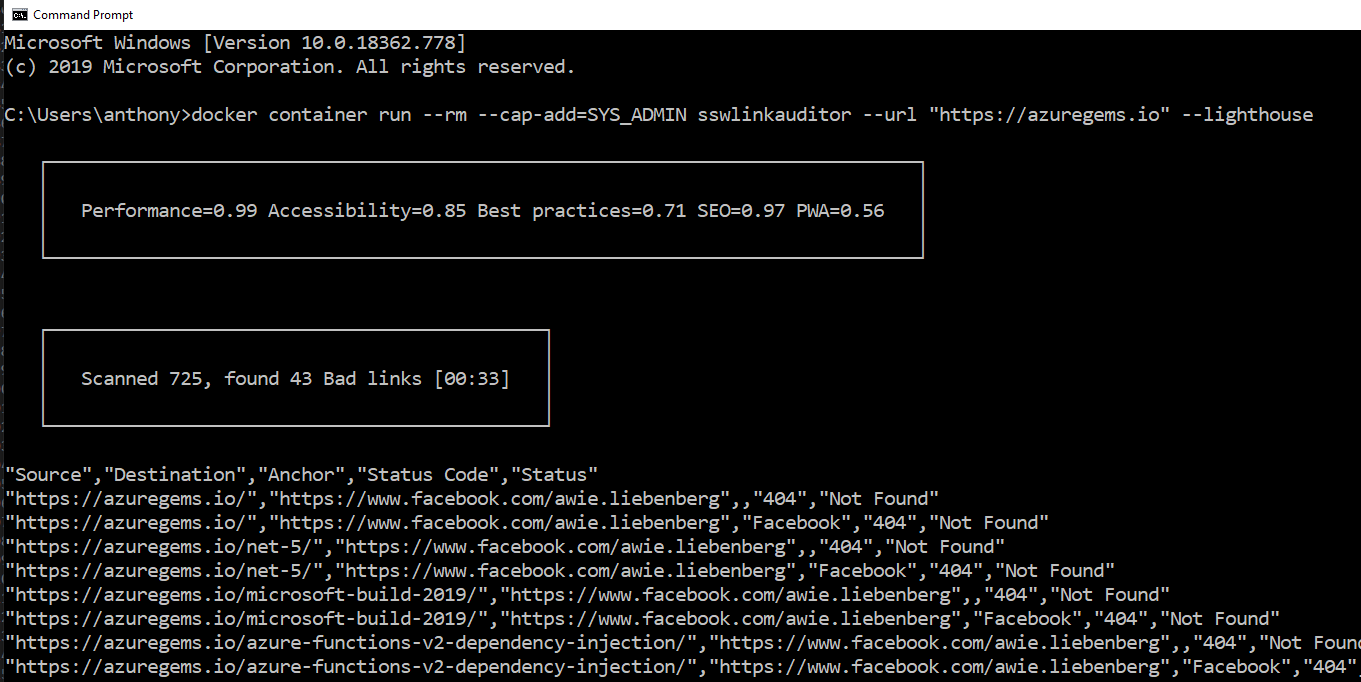 Command Prompt
Microsoft Windows [Version 10.0.18362.778]
(c) 2019 Microsoft Corporation. All rights reserved.
C:\Users\anthony>docker container run --rm --cap-add=SYS_ADMIN sswlinkauditor --url "https://azuregems.io" --lighthouse
Performance=0.99 Accessibility=0.85 Best practices=0.71 SEO=0.97 PWA=0.56
Scanned 725, found 43 Bad links [00:33]
"Source","Destination","Anchor","Status Code","Status"
"https://azuregems.io/","https://www.facebook.com/awie.liebenberg",,"404","Not Found"
"https://azuregems.io/","https://www.facebook.com/awie.liebenberg","Facebook","404","Not Found"
"https://azuregems.io/net-5/","https://www.facebook.com/awie.liebenberg",,"404","Not Found"
"https://azuregems.io/net-5/","https://www.facebook.com/awie.liebenberg","Facebook","404","Not Found"
"https://azuregems.io/microsoft-build-2019/","https://www.facebook.com/awie.liebenberg",,"404","Not Found"
"https://azuregems.io/microsoft-build-2019/","https://www.facebook.com/awie.liebenberg","Facebook","404","Not Found"
"https://azuregems.io/azure-functions-v2-dependency-injection/","https://www.facebook.com/awie.liebenberg",,"404","Not Found
"https://azuregems.io/azure-functions-v2-dependency-injection/","https://www.facebook.com/awie.liebenberg","Facebook","404",